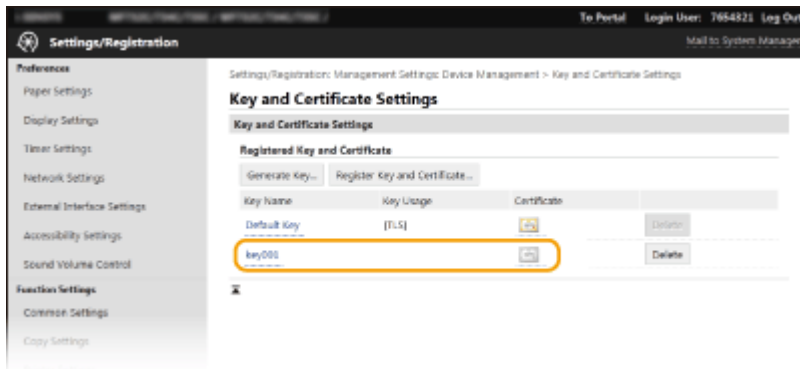 To Portal Login User: 7654321 Log Out
Settings/Registration
Mail to System Manager
Preferences
Paper Settings
Display Settings
Timer Settings
Network Settings
External Interface Settings
Accessibility Settings
Sound Volume Control
Function Settings
Common Settings
Copy Settings
Settings/Registration: Management Settings: Device Management > Key and Certificate Settings
Key and Certificate Settings
Key and Certificate Settings
Registered Key and Certificate
Generate Key... Register Key and Certificate...
Key Name Key Usage Certificate
Default Key [TLS] Delete
key001 Delete